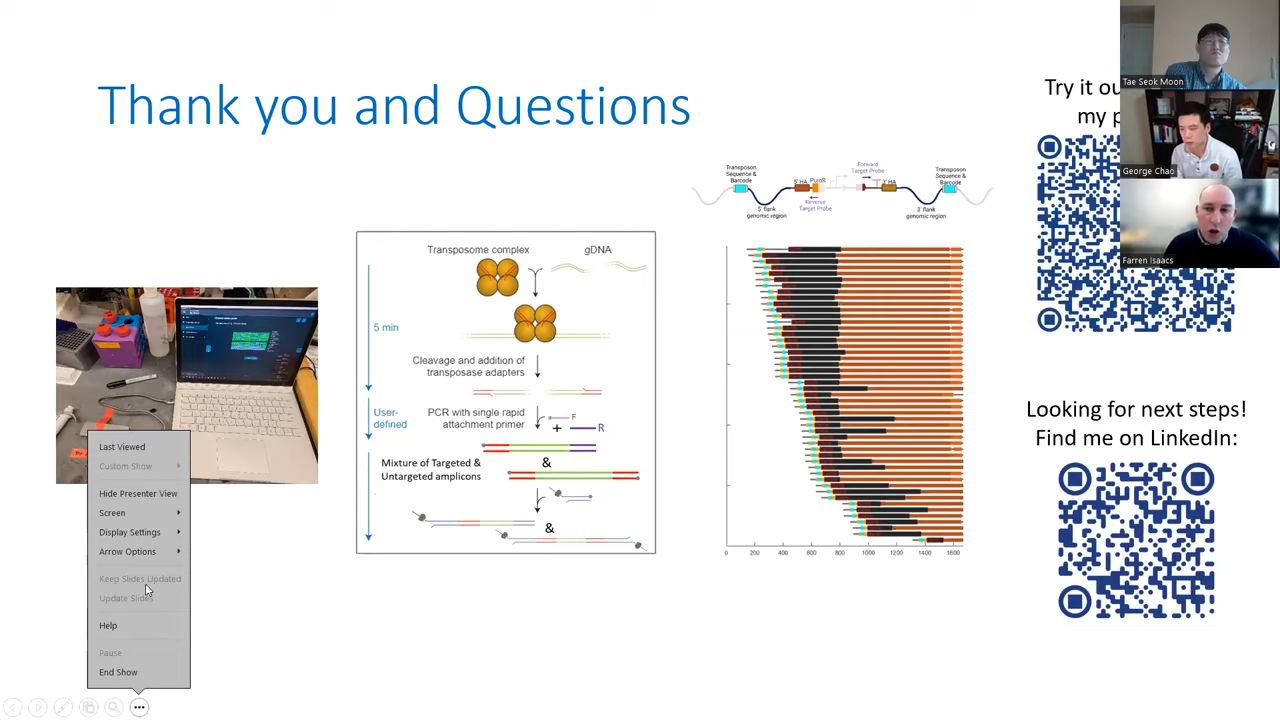 Thank you and Questions
Try it ou
my p
Tae Seok Moon
George Chao
Farren Isaacs
Transposon
Sequence &
Barcode
5' HA
PuroR
Forward
Target Probe
3' HA
Transposon
Sequence &
Barcode
5' flank
genomic region
Reverse
Target Probe
3' flank
genomic region
Transposome complex
gDNA
5 min
Cleavage and addition of
transposase adapters
User-
defined
PCR with single rapid
attachment primer
F
+
R
Mixture of Targeted &
Untargeted amplicons
&
&
0
200
400
600
800
1000
1200
1400
1600
Looking for next steps!
Find me on LinkedIn:
Last Viewed
Custom Show
Hide Presenter View
Screen
Display Settings
Arrow Options
Keep Slides Updated
Update Slides
Help
Pause
End Show